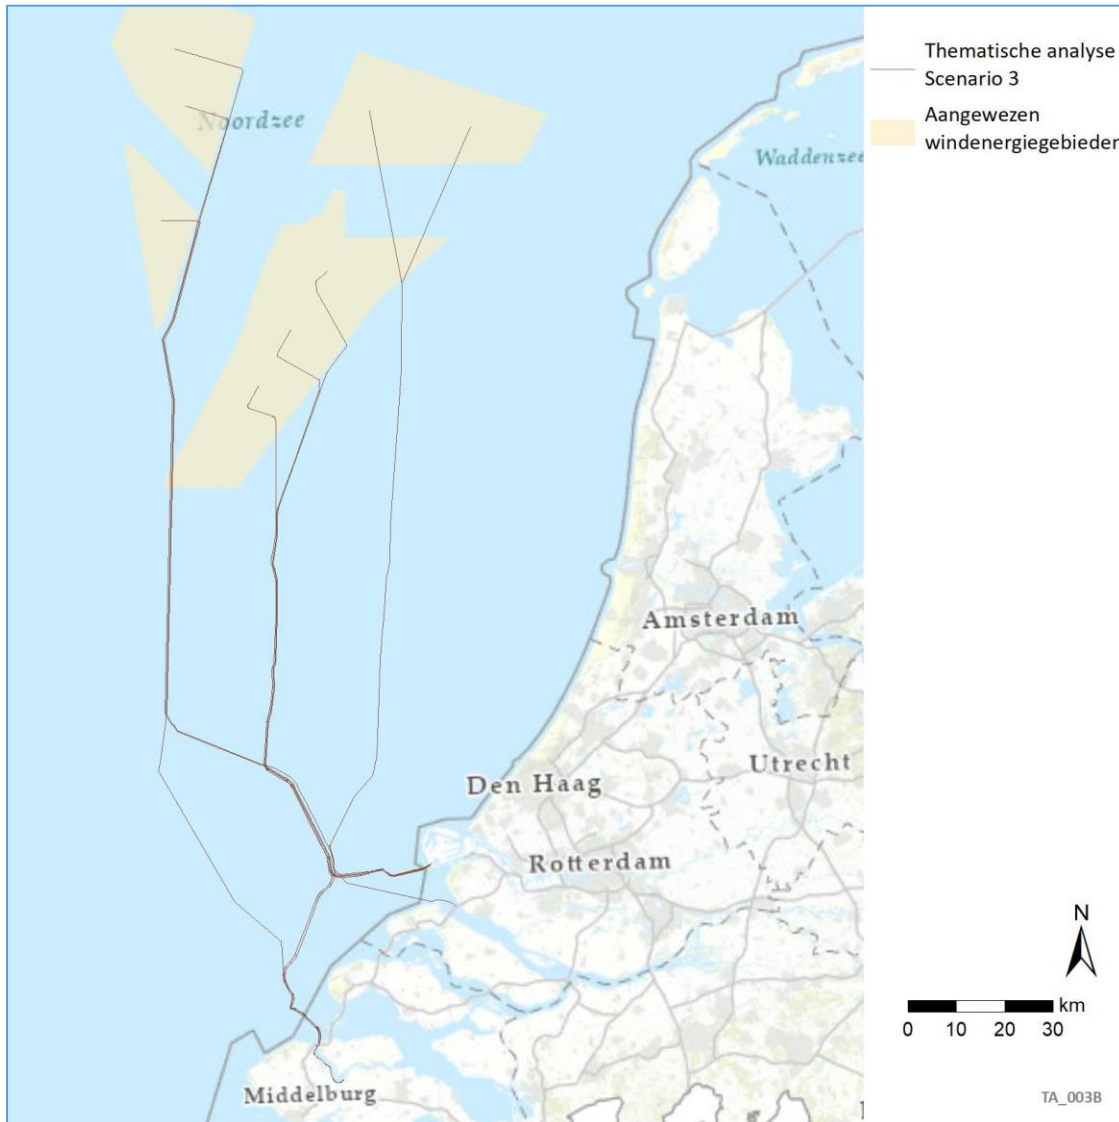 Thematische analyse
Scenario 3
Aangewezen
windenergiegebieden
Noordzee
Waddenzee
Amsterdam
Utrecht
Den Haag
Rotterdam
Middelburg
N
km
0 10 20 30
TA_003B